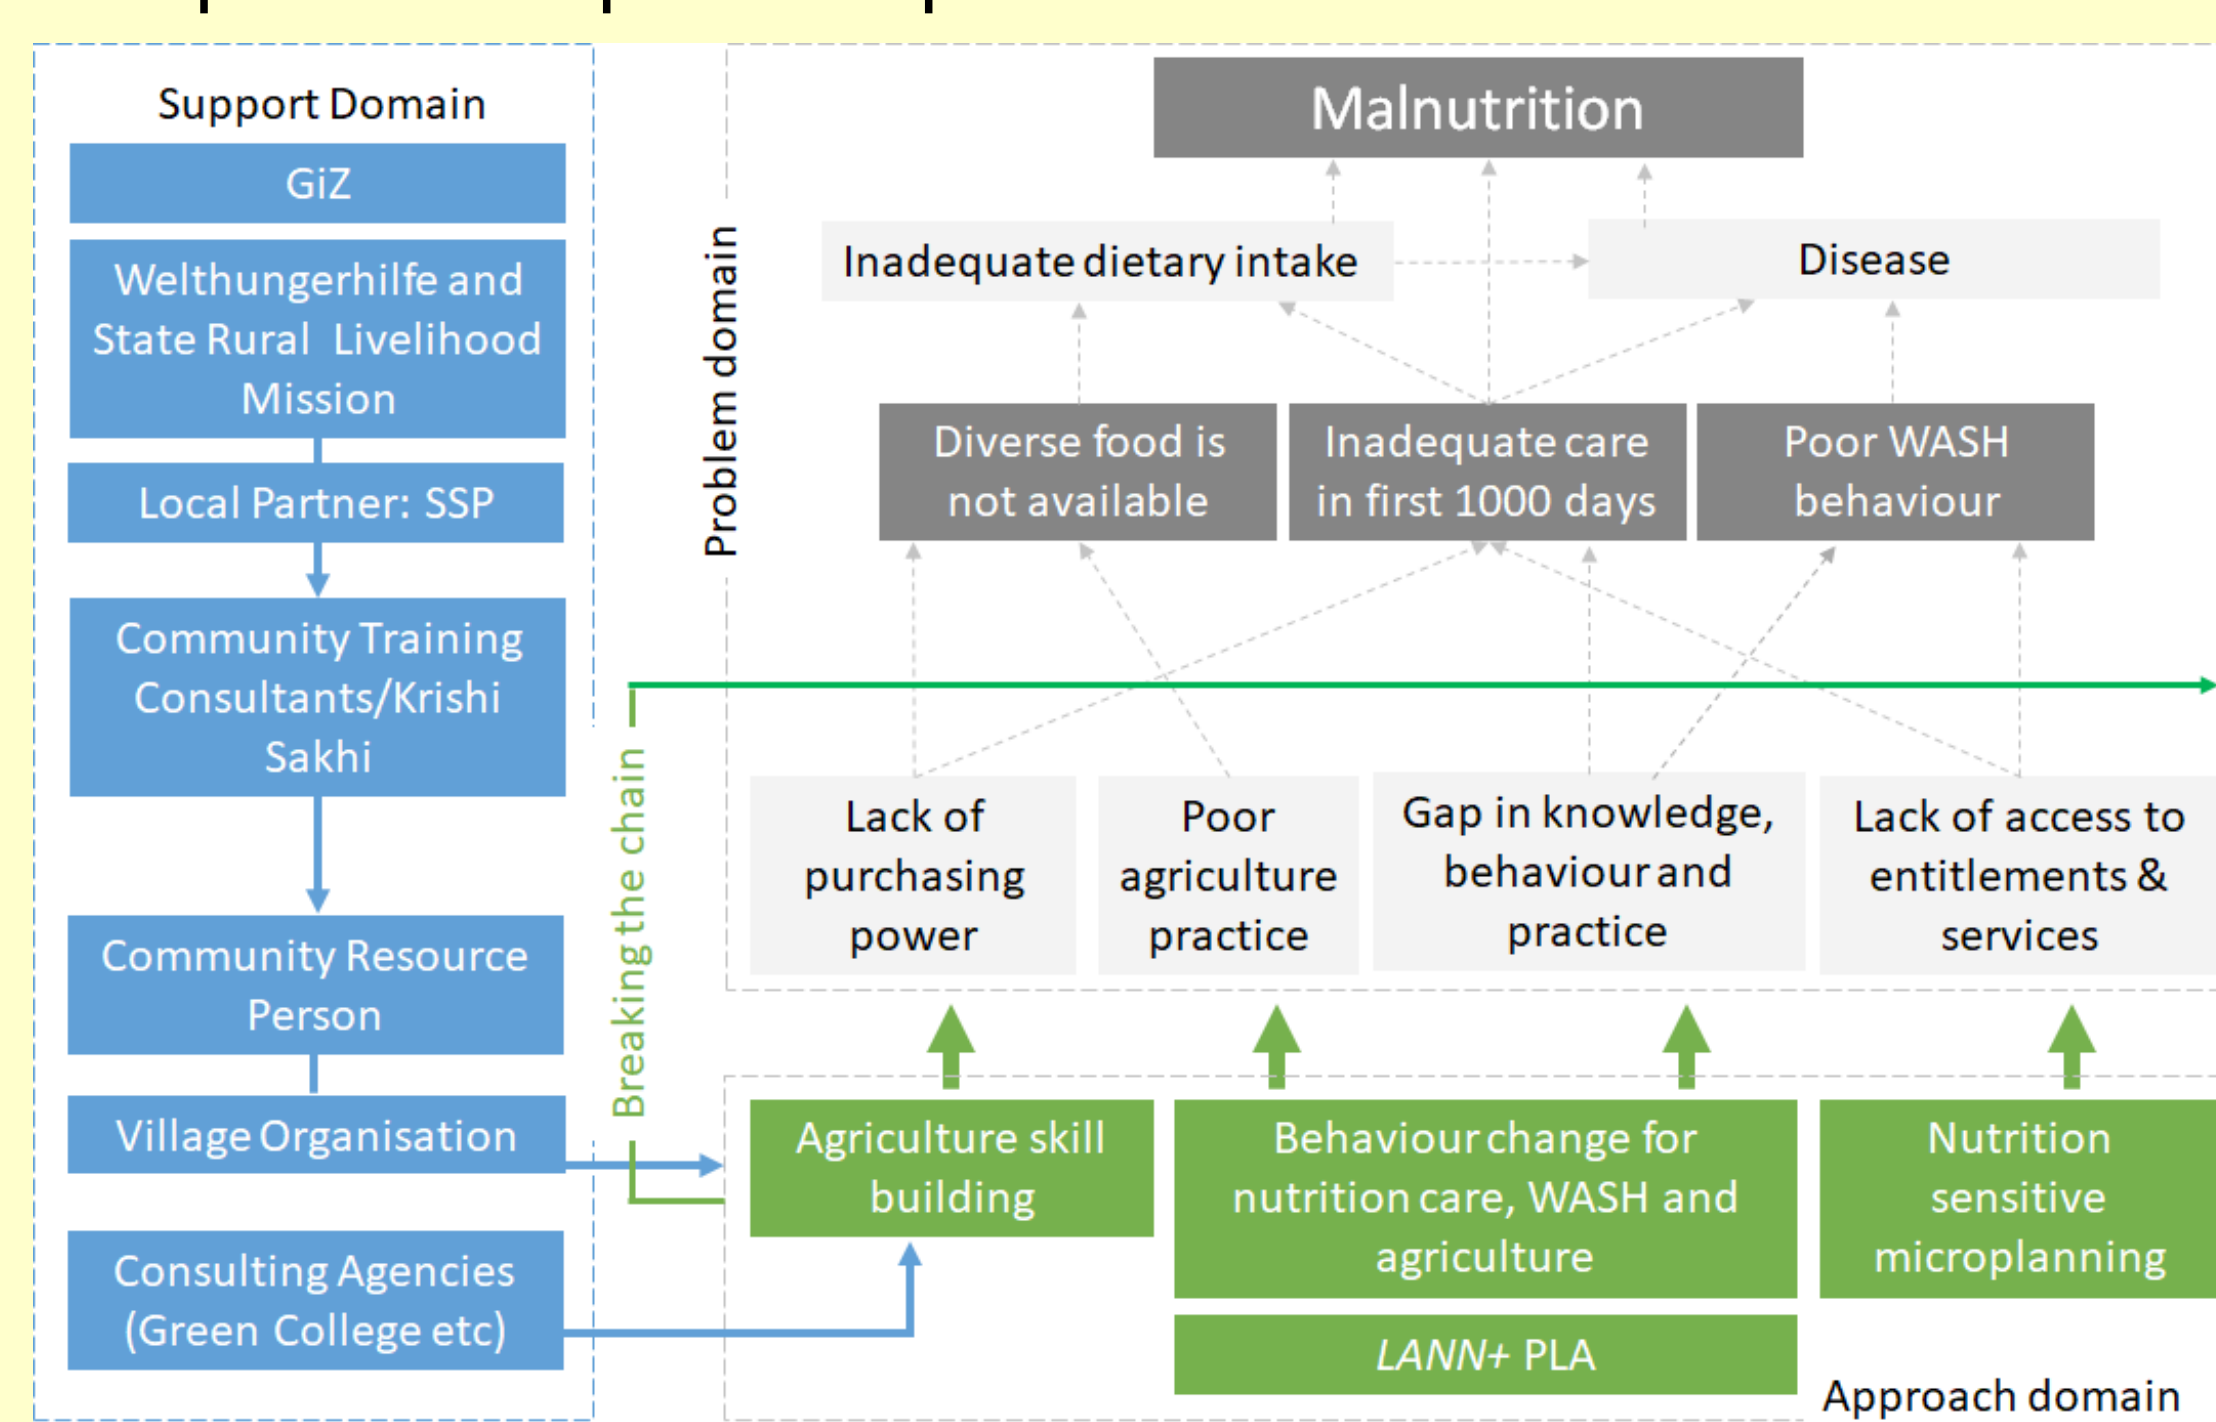 Support Domain
GiZ
Welthungerhilfe and
State Rural Livelihood
Mission
Local Partner: SSP
Community Training
Consultants/Krishi
Sakhi
Community Resource
Person
Village Organisation
Consulting Agencies
(Green College etc)
Breaking the chain
Problem domain
Malnutrition
Inadequate dietary intake
Disease
Diverse food is
not available
Inadequate care
in first 1000 days
Poor WASH
behaviour
Lack of
purchasing
power
Poor
agriculture
practice
Gap in knowledge,
behaviour and
practice
Lack of access to
entitlements &
services
Agriculture skill
building
Behaviour change for
nutrition care, WASH and
agriculture
Nutrition
sensitive
microplanning
LANN+ PLA
Approach domain